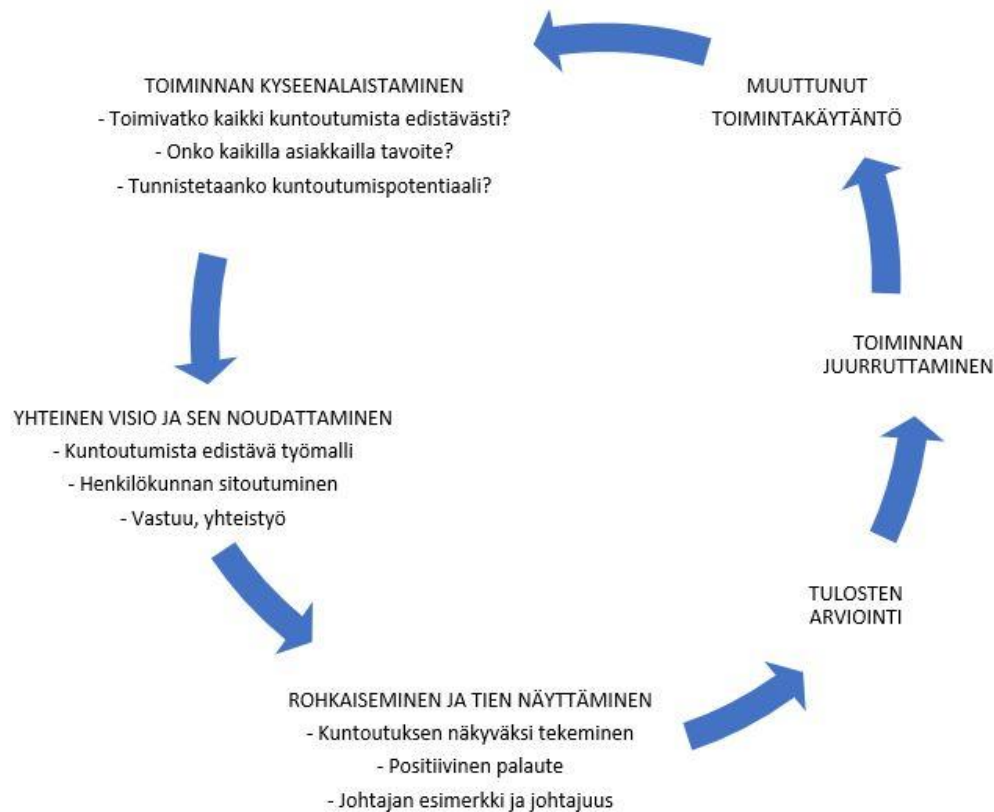 TOIMINNAN KYSEENALAISTAMINEN
- Toimivatko kaikki kuntoutumista edistävästi?
- Onko kaikilla asiakkailla tavoite?
- Tunnistetaanko kuntoutumispotentiaali?
YHTEINEN VISIO JA SEN NOUDATTAMINEN
- Kuntoutumista edistävä työmalli
- Henkilökunnan sitoutuminen
- Vastuu, yhteistyö
ROHKAISEMINEN JA TIEN NÄYTTÄMINEN
- Kuntoutuksen näkyväksi tekeminen
- Positiivinen palaute
- Johtajan esimerkki ja johtajuus
TULOSTEN
ARVIOINTI
TOIMINNAN
JUURRUTTAMINEN
MUUTTUNUT
TOIMINTAKÄYTÄNTÖ